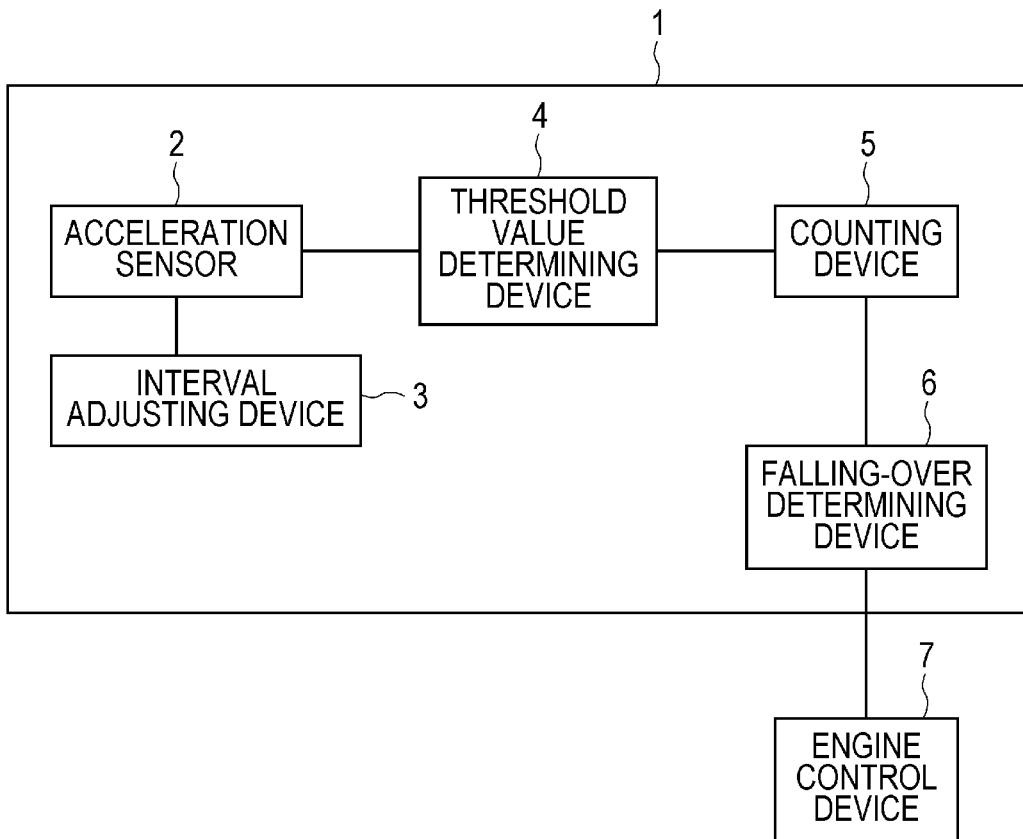 1
2
4
5
ACCELERATION
SENSOR
THRESHOLD
VALUE
DETERMINING
DEVICE
COUNTING
DEVICE
INTERVAL
ADJUSTING DEVICE
3
6
FALLING-OVER
DETERMINING
DEVICE
7
ENGINE
CONTROL
DEVICE